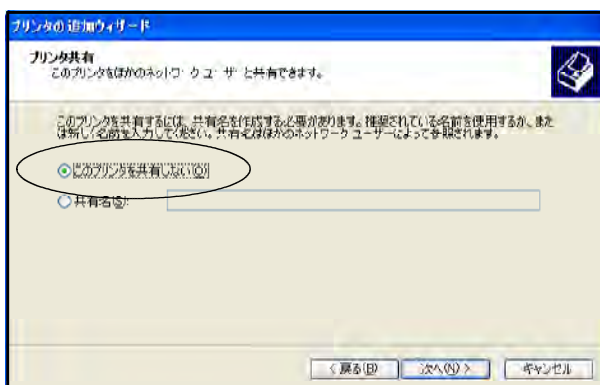 プリンタの追加ウィザード
プリンタ共有
このプリンタをほかのネットワーク ユーザーと共有できます。
このプリンタを共有するには、共有名を作成する必要があります。推奨されている名前を使用するか、また
は新しい名前を入力してください。共有名はほかのネットワーク ユーザーによって参照されます。
このプリンタを共有しない(O)
共有名(S):
< 戻る(B)
次へ(N) >
キャンセル